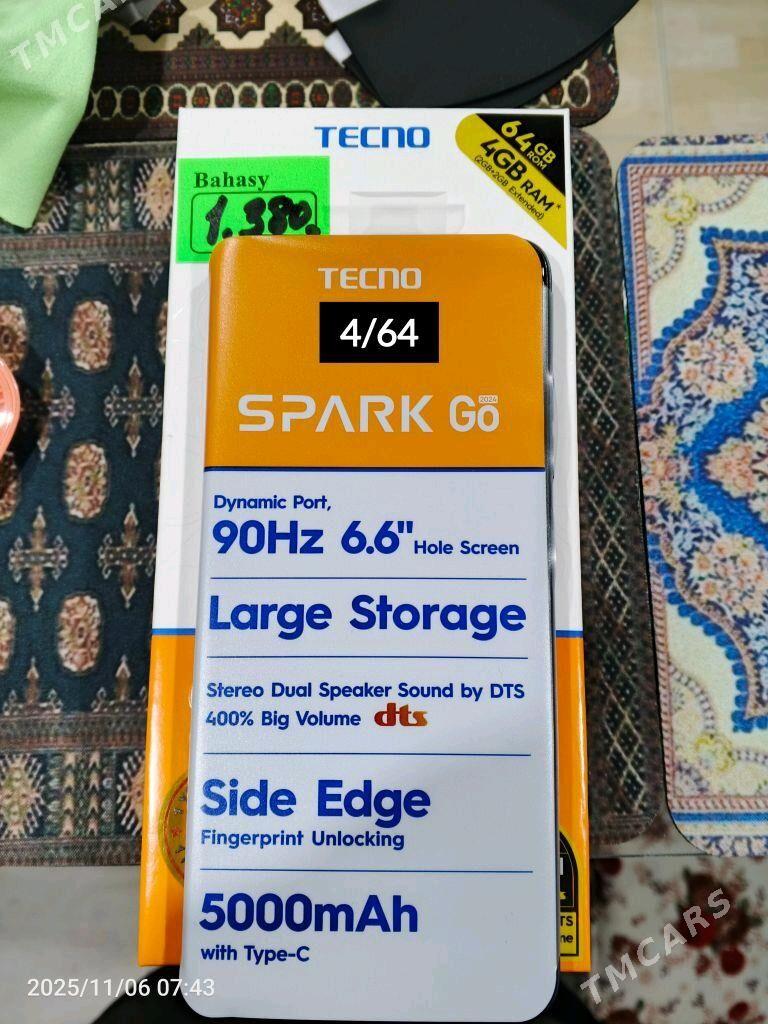 TMCARS
TECNO
64GB
ROM
4GB RAM*
(2GB+2GB Extended)
Bahasy
1.380.
TECNO
4/64
SPARK Go 2024
Dynamic Port,
90Hz 6.6" Hole Screen
Large Storage
Stereo Dual Speaker Sound by DTS
400% Big Volume dts
Side Edge
Fingerprint Unlocking
5000mAh
with Type-C
TS
2025/11/06 07:43
TMCARS